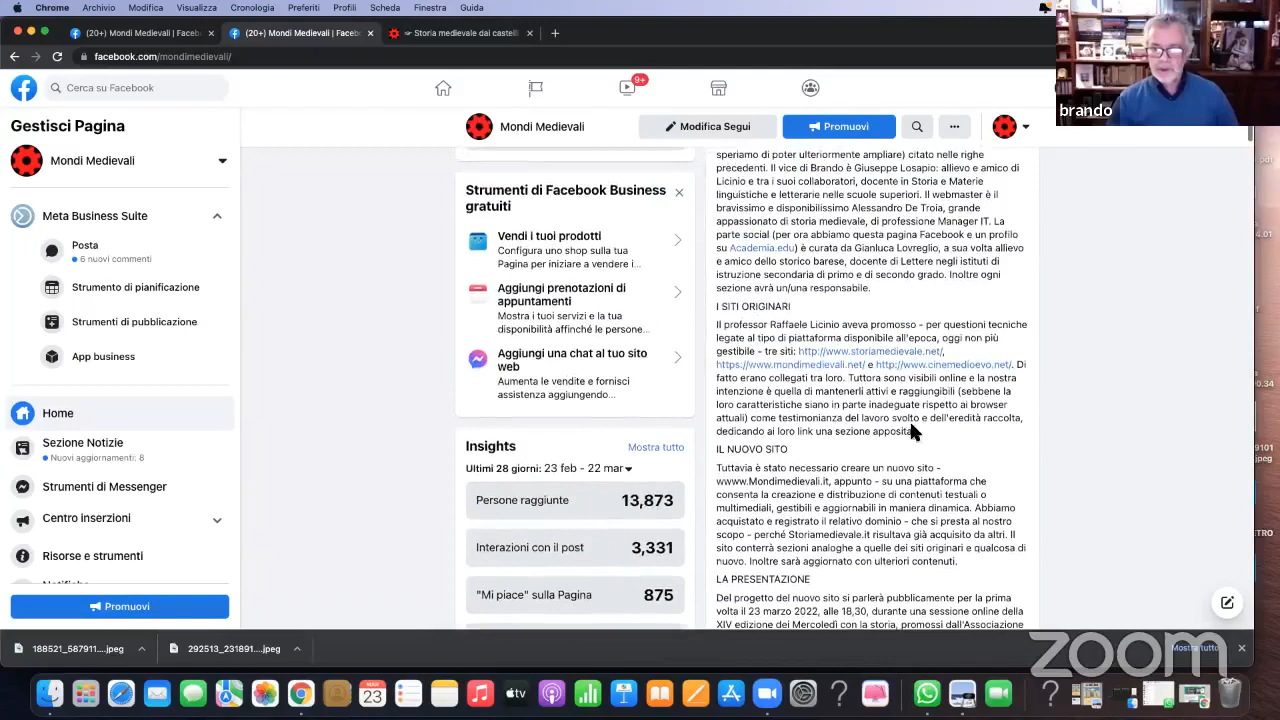 Chrome Archivio Modifica Visualizza Cronologia Preferiti Profili Scheda Finestra Guida
(20+) Mondi Medievali | Faceb
(20+) Mondi Medievali | Faceb
Storia medievale dai castelli
facebook.com/mondimedievali/
brando
Cerca su Facebook
9+
Gestisci Pagina
Mondi Medievali
Meta Business Suite
Posta
6 nuovi commenti
Strumento di pianificazione
Strumenti di pubblicazione
App business
Home
Sezione Notizie
Nuovi aggiornamenti: 8
Strumenti di Messenger
Centro inserzioni
Risorse e strumenti
Promuovi
Mondi Medievali
Modifica Segui
Promuovi
Strumenti di Facebook Business
gratuiti
Vendi i tuoi prodotti
Configura uno shop sulla tua
Pagina per iniziare a vendere i...
Aggiungi prenotazioni di
appuntamenti
Mostra i tuoi servizi e la tua
disponibilità affinché le persone...
Aggiungi una chat al tuo sito
web
Aumenta le vendite e fornisci
assistenza aggiungendo...
Insights
Mostra tutto
Ultimi 28 giorni: 23 feb - 22 mar
Persone raggiunte 13,873
Interazioni con il post 3,331
"Mi piace" sulla Pagina 875
speriamo di poter ulteriormente ampliare) citato nelle righe
precedenti. Il vice di Brando è Giuseppe Losapio: allievo e amico di
Licinio e tra i suoi collaboratori, docente in Storia e Materie
linguistiche e letterarie nelle scuole superiori. Il webmaster è il
bravissimo e disponibilissimo Alessandro De Troia, grande
appassionato di storia medievale, di professione Manager IT. La
parte social (per ora abbiamo questa pagina Facebook e un profilo
su Academia.edu) è curata da Gianluca Lovreglio, a sua volta allievo
e amico dello storico barese, docente di Lettere negli istituti di
istruzione secondaria di primo e di secondo grado. Inoltre ogni
sezione avrà un/una responsabile.
I SITI ORIGINARI
Il professor Raffaele Licinio aveva promosso - per questioni tecniche
legate al tipo di piattaforma disponibile all'epoca, oggi non più
gestibile - tre siti: http://www.storiamedievale.net/,
https://www.mondimedievali.net/ e http://www.cinemedioevo.net/. Di
fatto erano collegati tra loro. Tuttora sono visibili online e la nostra
intenzione è quella di mantenerli attivi e raggiungibili (sebbene le
loro caratteristiche siano in parte inadeguate rispetto ai browser
attuali) come testimonianza del lavoro svolto e dell'eredità raccolta,
dedicando ai loro link una sezione apposita.
IL NUOVO SITO
Tuttavia è stato necessario creare un nuovo sito -
wwww.Mondimedievali.it, appunto - su una piattaforma che
consenta la creazione e distribuzione di contenuti testuali o
multimediali, gestibili e aggiornabili in maniera dinamica. Abbiamo
acquistato e registrato il relativo dominio - che si presta al nostro
scopo - perché Storiamedievale.it risultava già acquisito da altri. Il
sito conterrà sezioni analoghe a quelle dei siti originari e qualcosa di
nuovo. Inoltre sarà aggiornato con ulteriori contenuti.
LA PRESENTAZIONE
Del progetto del nuovo sito si parlerà pubblicamente per la prima
volta il 23 marzo 2022, alle 18,30, durante una sessione online della
XIV edizione dei Mercoledì con la storia, promossi dall'Associazione
188521_587911....jpeg
292513_231891....jpeg
Mostra tutto
zoom
MAR
23
tv